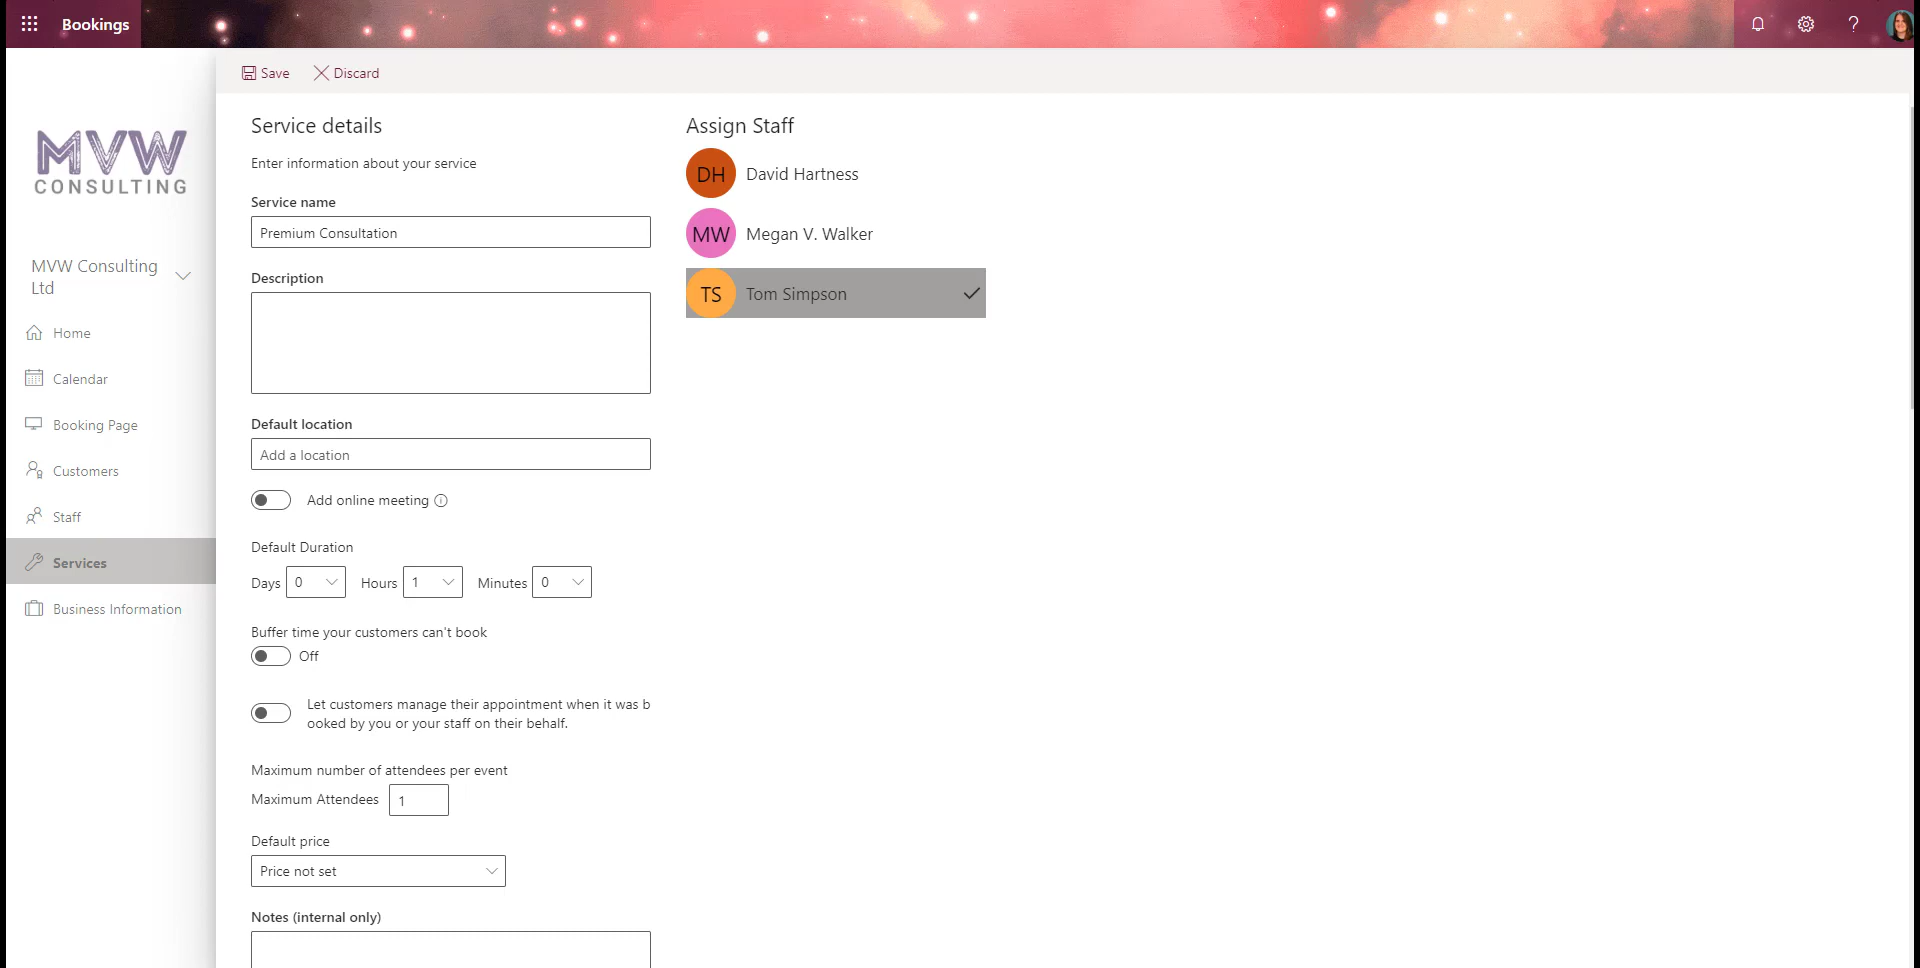 Bookings
Save
Discard
MVW
CONSULTING
MVW Consulting
Ltd
Home
Calendar
Booking Page
Customers
Staff
Services
Business Information
Service details
Enter information about your service
Service name
Premium Consultation
Description
Default location
Add a location
Add online meeting
Default Duration
Days 0 Hours 1 Minutes 0
Buffer time your customers can't book
Off
Let customers manage their appointment when it was b
ooked by you or your staff on their behalf.
Maximum number of attendees per event
Maximum Attendees 1
Default price
Price not set
Notes (internal only)
Assign Staff
DH David Hartness
MW Megan V. Walker
TS Tom Simpson